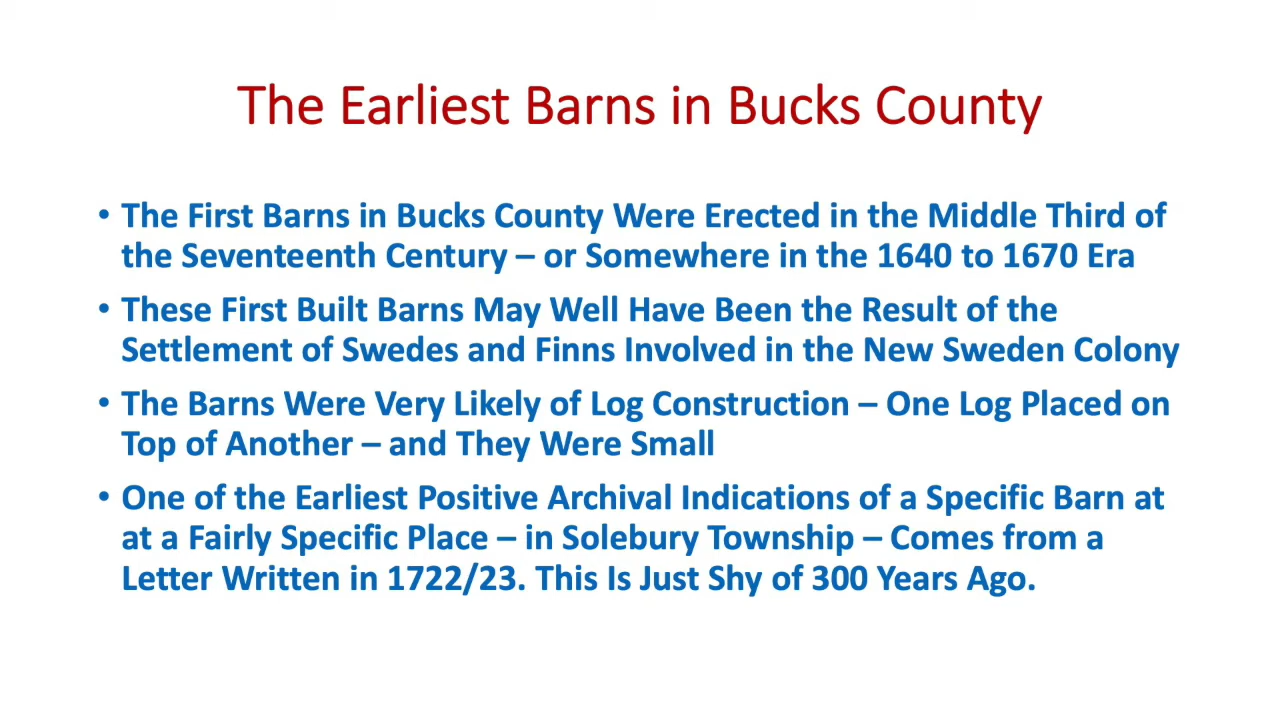 The Earliest Barns in Bucks County
• The First Barns in Bucks County Were Erected in the Middle Third of
the Seventeenth Century – or Somewhere in the 1640 to 1670 Era
• These First Built Barns May Well Have Been the Result of the
Settlement of Swedes and Finns Involved in the New Sweden Colony
• The Barns Were Very Likely of Log Construction – One Log Placed on
Top of Another – and They Were Small
• One of the Earliest Positive Archival Indications of a Specific Barn at
at a Fairly Specific Place – in Solebury Township – Comes from a
Letter Written in 1722/23. This Is Just Shy of 300 Years Ago.